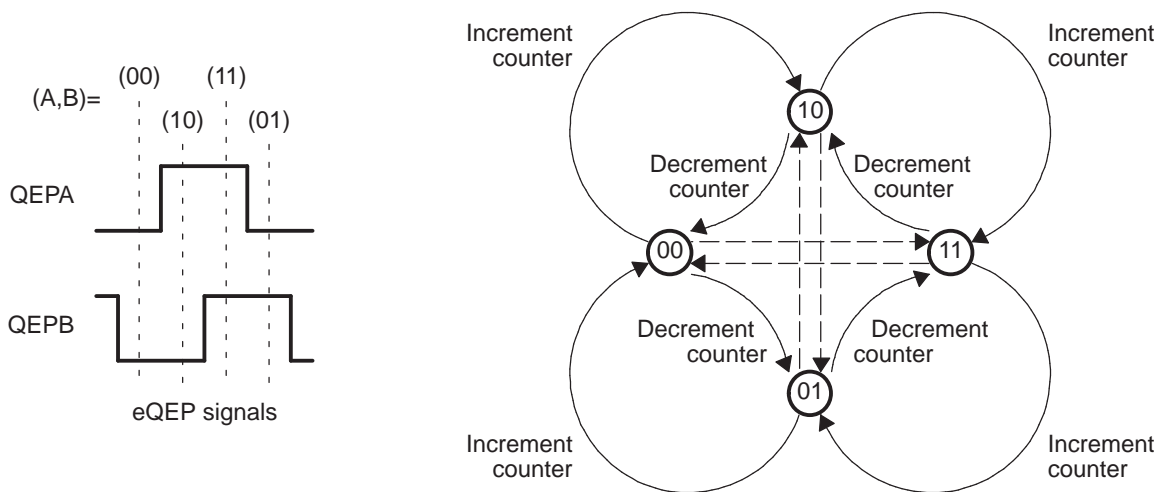 (A,B)=
(00)
(11)
(10)
(01)
QEPA
QEPB
eQEP signals
Increment
counter
Increment
counter
10
Decrement
counter
Decrement
counter
00
11
Decrement
counter
Decrement
counter
01
Increment
counter
Increment
counter